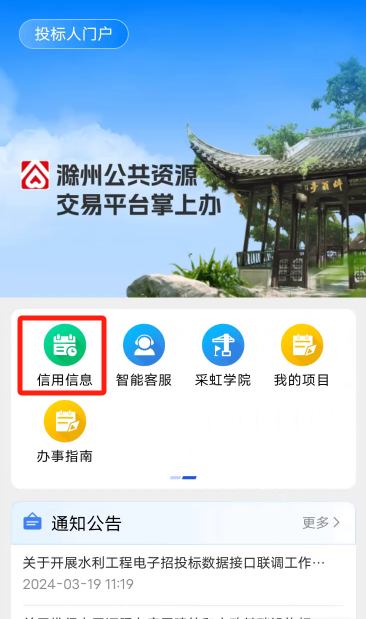 投标人门户
滁州公共资源
交易平台掌上办
信用信息
智能客服
采虹学院
我的项目
办事指南
通知公告
更多
关于开展水利工程电子招投标数据接口联调工作…
2024-03-19 11:19